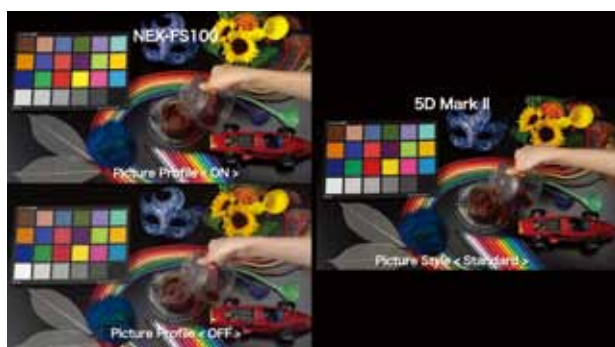 NEX-FS100
Picture Profile < ON >
Picture Profile < OFF >
5D Mark II
Picture Style < Standard >